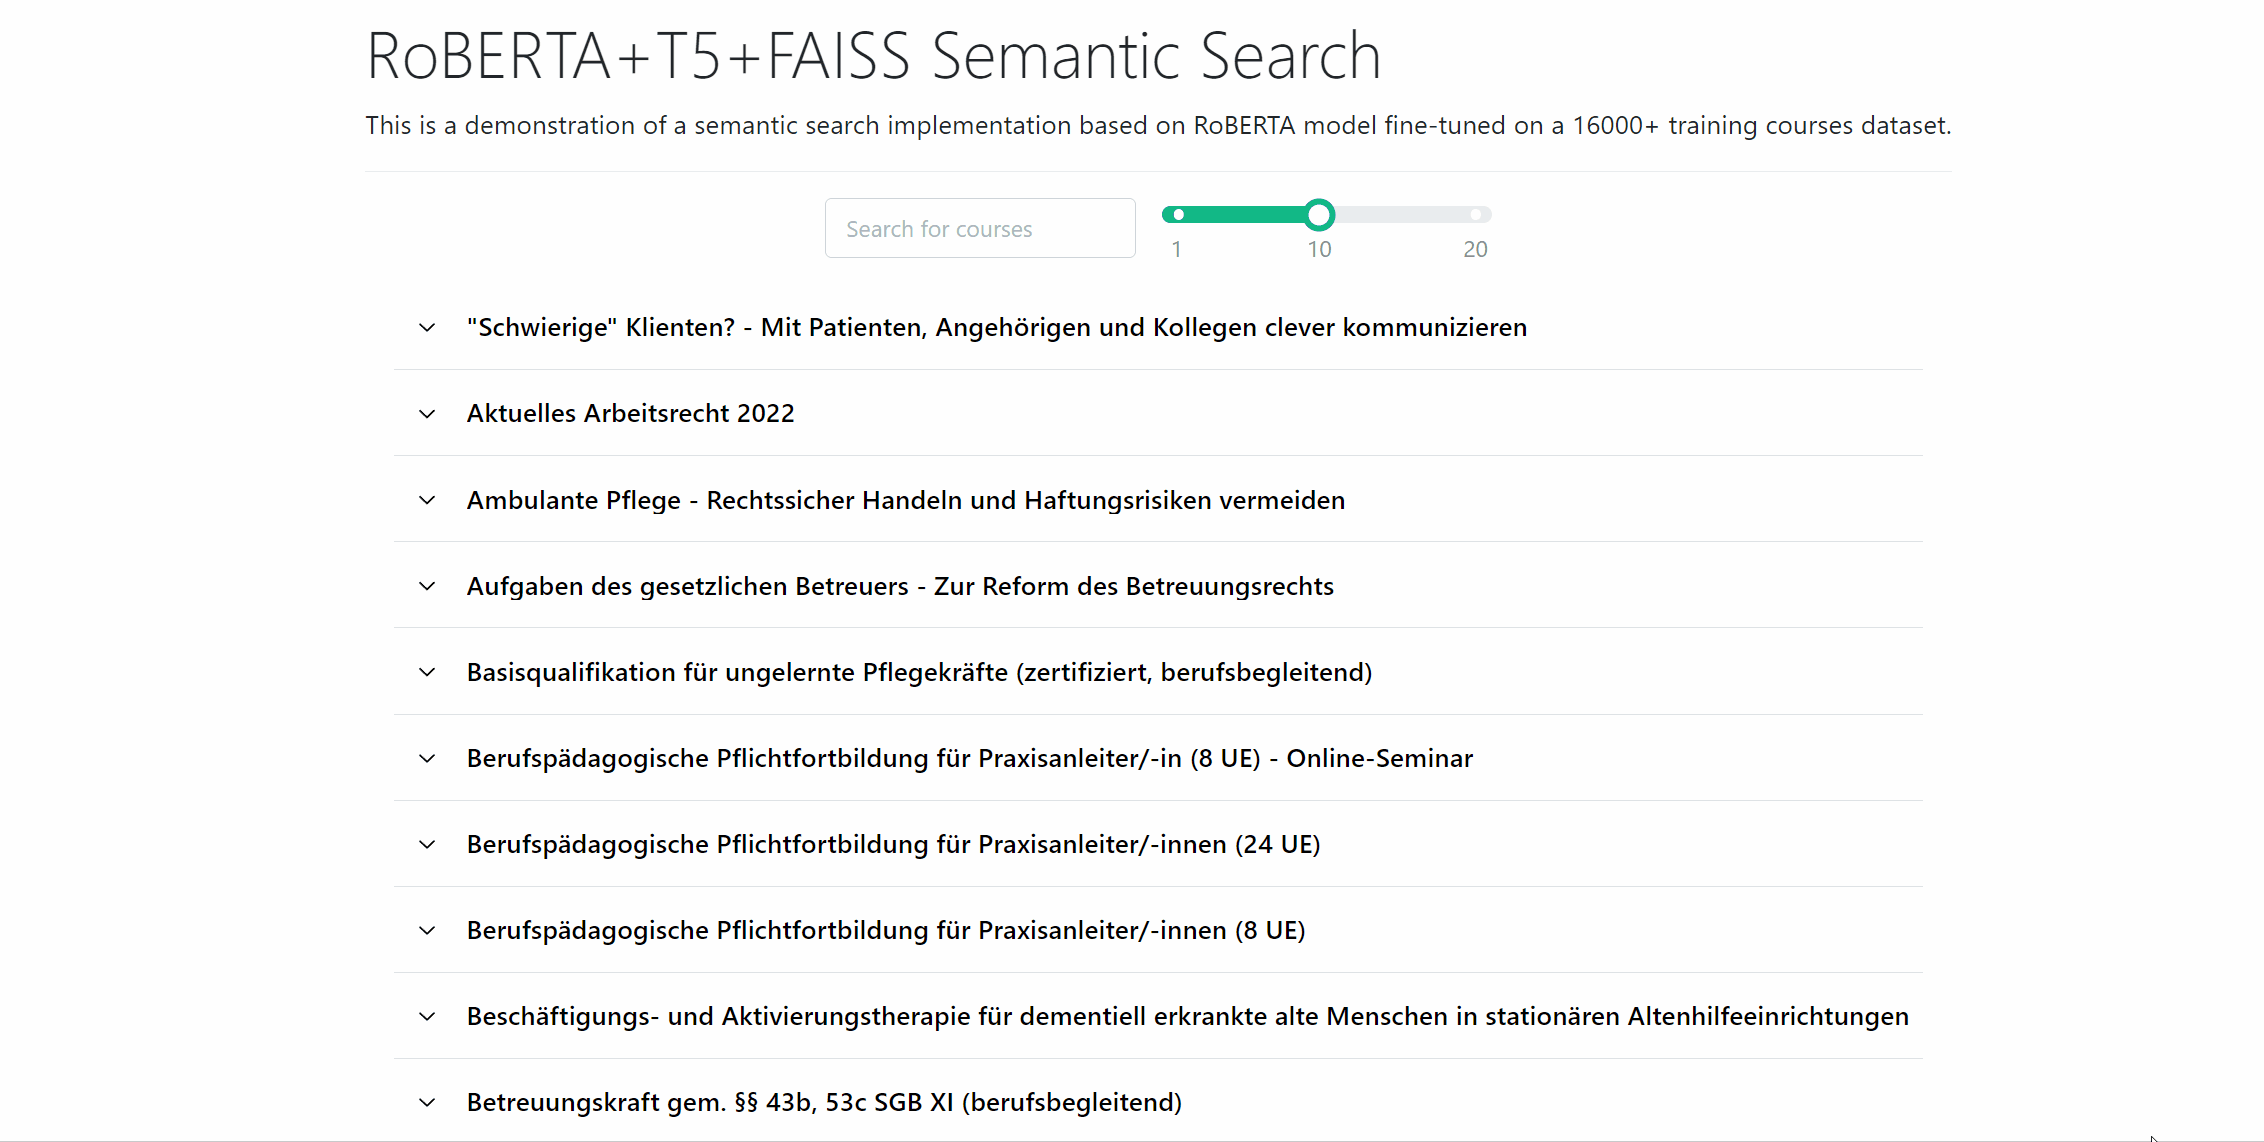 RoBERTA+T5+FAISS Semantic Search
This is a demonstration of a semantic search implementation based on RoBERTA model fine-tuned on a 16000+ training courses dataset.
Search for courses
1 10 20
"Schwierige" Klienten? - Mit Patienten, Angehörigen und Kollegen clever kommunizieren
Aktuelles Arbeitsrecht 2022
Ambulante Pflege - Rechtssicher Handeln und Haftungsrisiken vermeiden
Aufgaben des gesetzlichen Betreuers - Zur Reform des Betreuungsrechts
Basisqualifikation für ungelernte Pflegekräfte (zertifiziert, berufsbegleitend)
Berufspädagogische Pflichtfortbildung für Praxisanleiter/-in (8 UE) - Online-Seminar
Berufspädagogische Pflichtfortbildung für Praxisanleiter/-innen (24 UE)
Berufspädagogische Pflichtfortbildung für Praxisanleiter/-innen (8 UE)
Beschäftigungs- und Aktivierungstherapie für dementiell erkrankte alte Menschen in stationären Altenhilfeeinrichtungen
Betreuungskraft gem. §§ 43b, 53c SGB XI (berufsbegleitend)